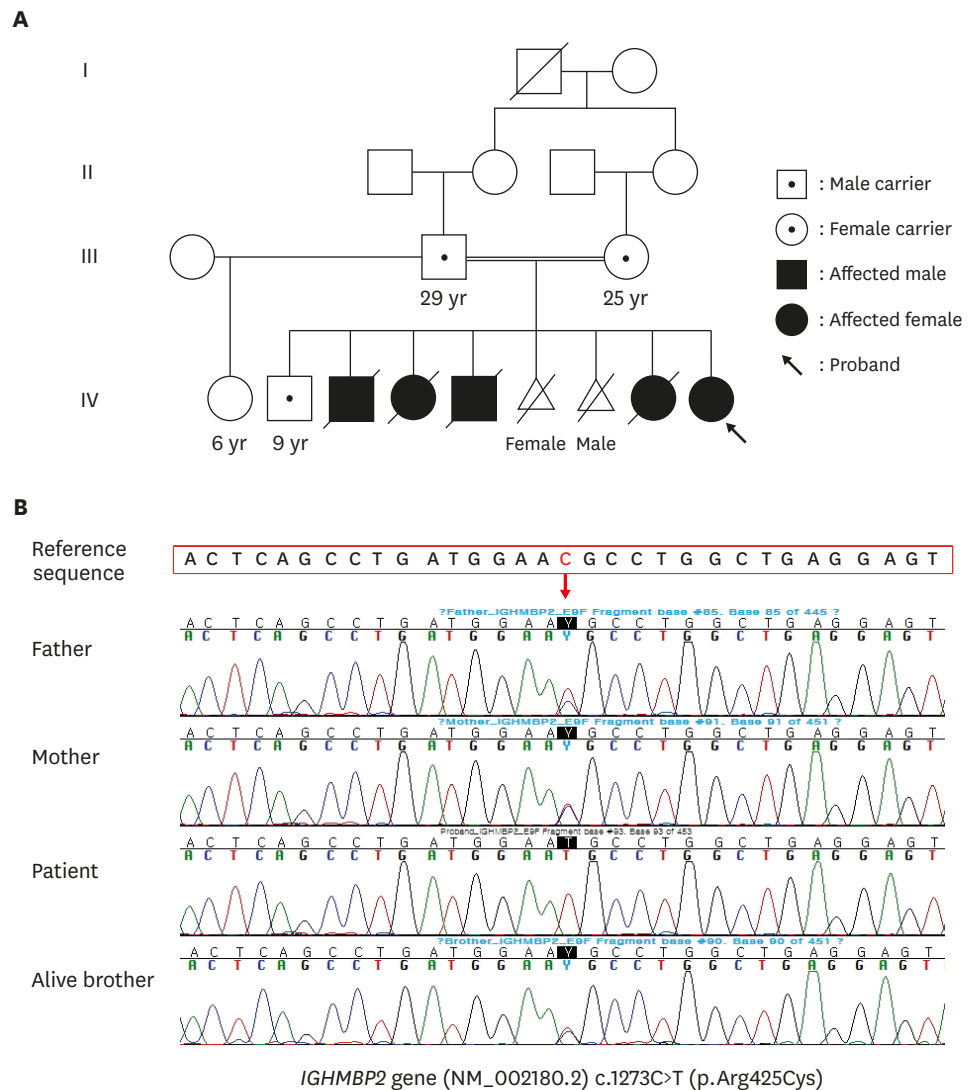 A
I
II
III
IV
29 yr
25 yr
6 yr
9 yr
Female
Male
: Male carrier
: Female carrier
: Affected male
: Affected female
: Proband
B
Reference
sequence
A C T C A G C C T G A T G G A A C G C C T G G C T G A G G A G T
?Father_IGHMBP2_E9F Fragment base #85. Base 85 of 445 ?
A C T C A G C C T G A T G G A A Y G C C T G G C T G A G G A G T
A C T C A G C C T G A T G G A A Y G C C T G G C T G A G G A G T
Father
?Mother_IGHMBP2_E9F Fragment base #91. Base 91 of 451 ?
A C T C A G C C T G A T G G A A Y G C C T G G C T G A G G A G T
A C T C A G C C T G A T G G A A Y G C C T G G C T G A G G A G T
Mother
Proband_IGHMBP2_E9F Fragment base #93. Base 93 of 453
A C T C A G C C T G A T G G A A T G C C T G G C T G A G G A G T
A C T C A G C C T G A T G G A A T G C C T G G C T G A G G A G T
Patient
?Brother_IGHMBP2_E9F Fragment base #90. Base 90 of 451 ?
A C T C A G C C T G A T G G A A Y G C C T G G C T G A G G A G T
A C T C A G C C T G A T G G A A Y G C C T G G C T G A G G A G T
Alive brother
IGHMBP2 gene (NM_002180.2) c.1273C>T (p.Arg425Cys)